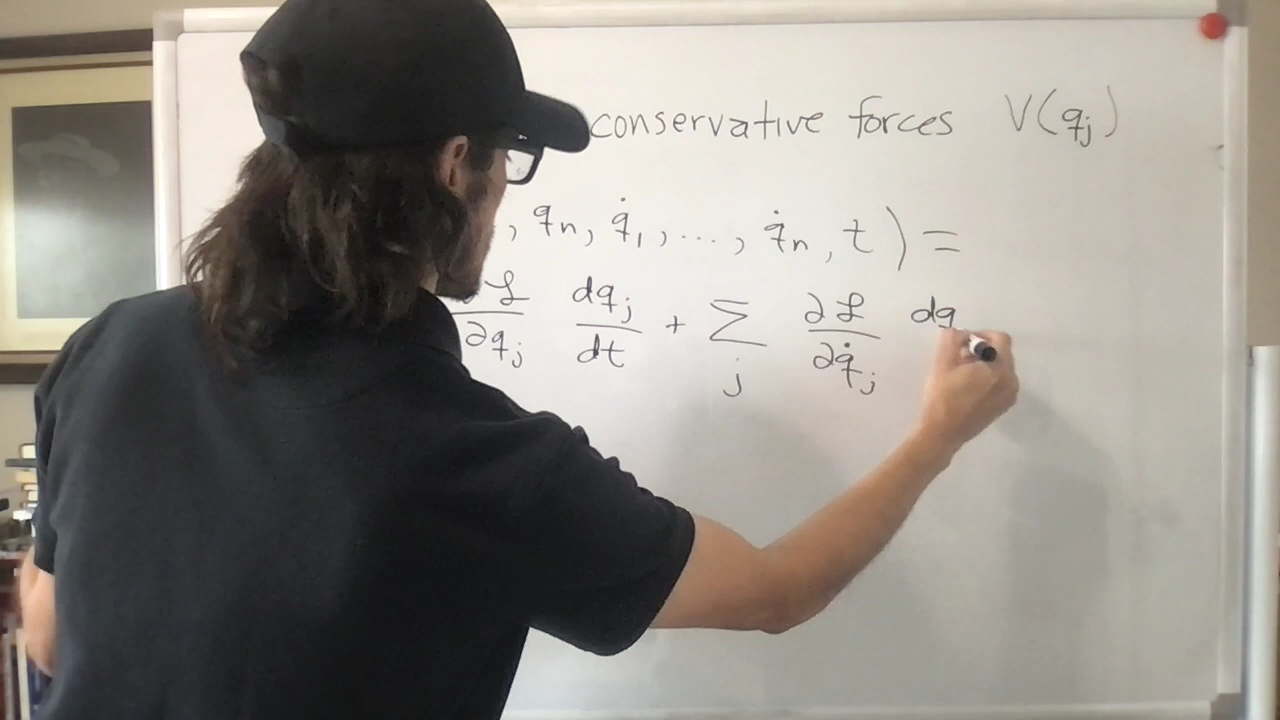 conservative forces V(qⱼ)
, qₙ, q̇₁, ..., q̇ₙ, t) =
∂ℒ/∂qⱼ dqⱼ/dt + Σⱼ ∂ℒ/∂q̇ⱼ dq